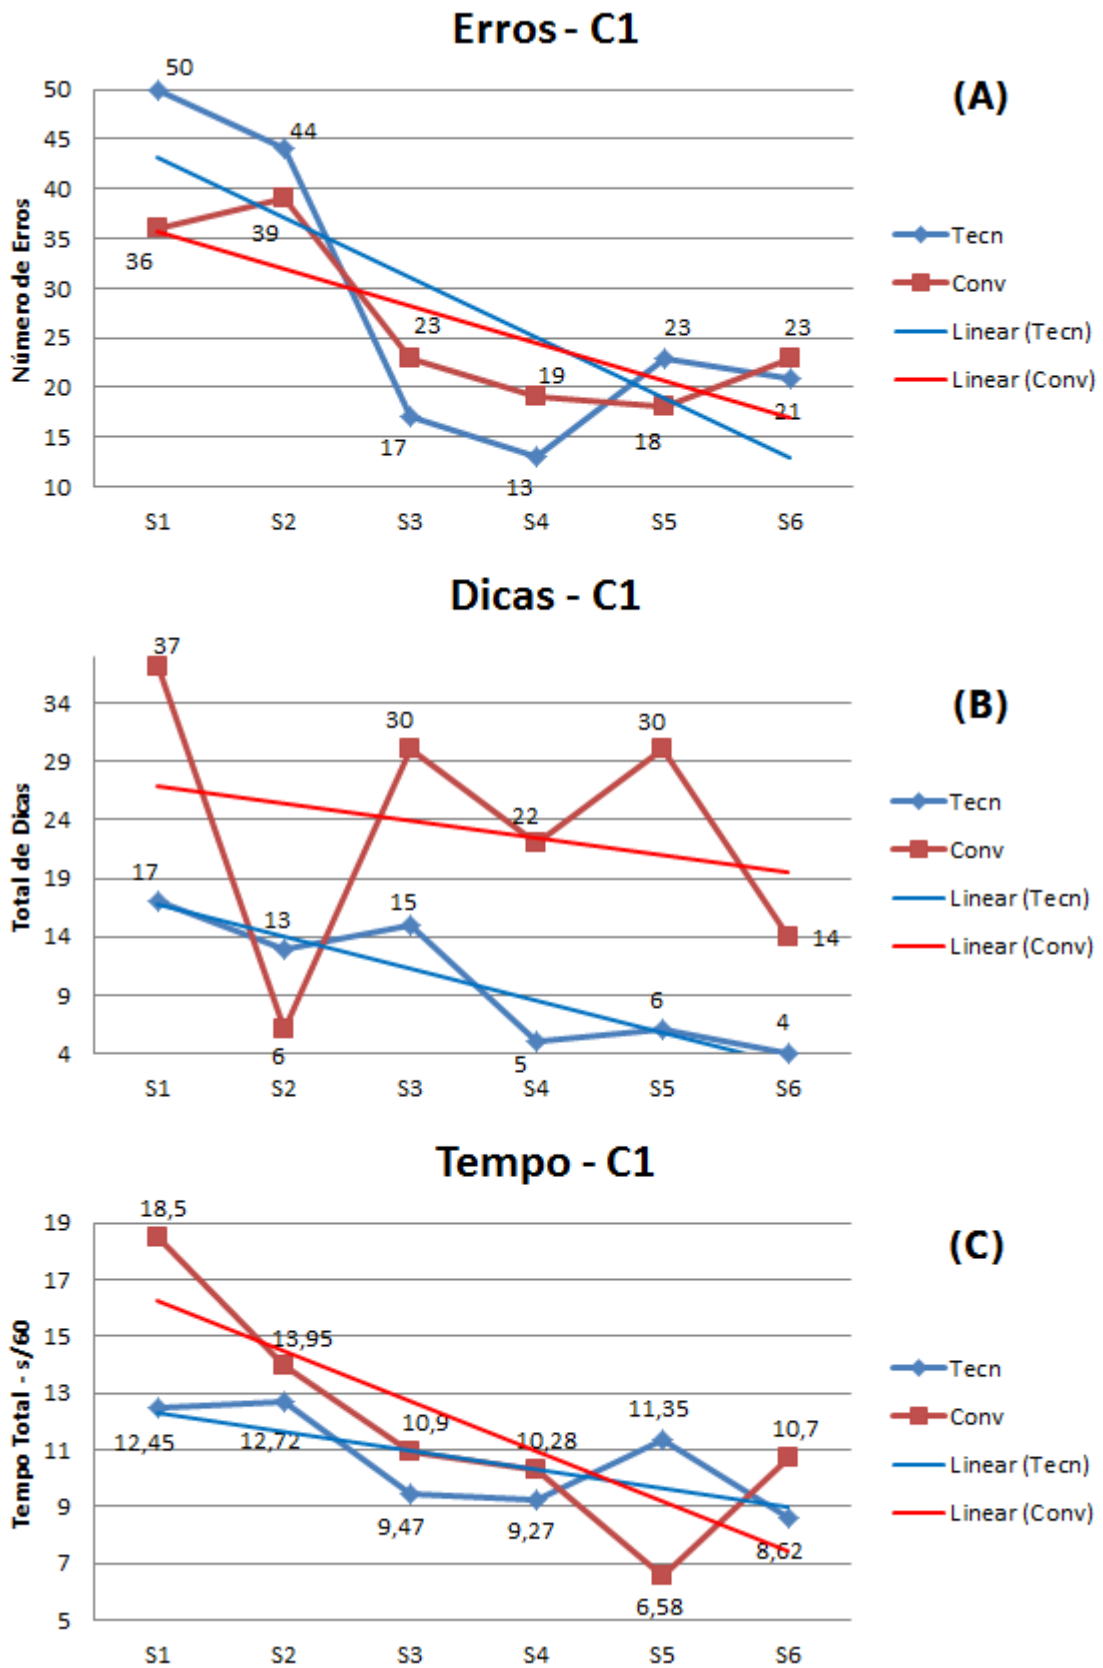 Erros - C1
(A)
Número de Erros
50
45
40
35
30
25
20
15
10
50
44
36
39
23
17
19
13
23
18
23
21
S1 S2 S3 S4 S5 S6
Tecn
Conv
Linear (Tecn)
Linear (Conv)
Dicas - C1
(B)
Total de Dicas
34
29
24
19
14
9
4
37
17
13
6
30
15
22
5
30
6
4
14
S1 S2 S3 S4 S5 S6
Tecn
Conv
Linear (Tecn)
Linear (Conv)
Tempo - C1
(C)
Tempo Total - s/60
19
17
15
13
11
9
7
5
18,5
12,45
13,95
12,72
10,9
9,47
10,28
9,27
11,35
6,58
10,7
8,62
S1 S2 S3 S4 S5 S6
Tecn
Conv
Linear (Tecn)
Linear (Conv)